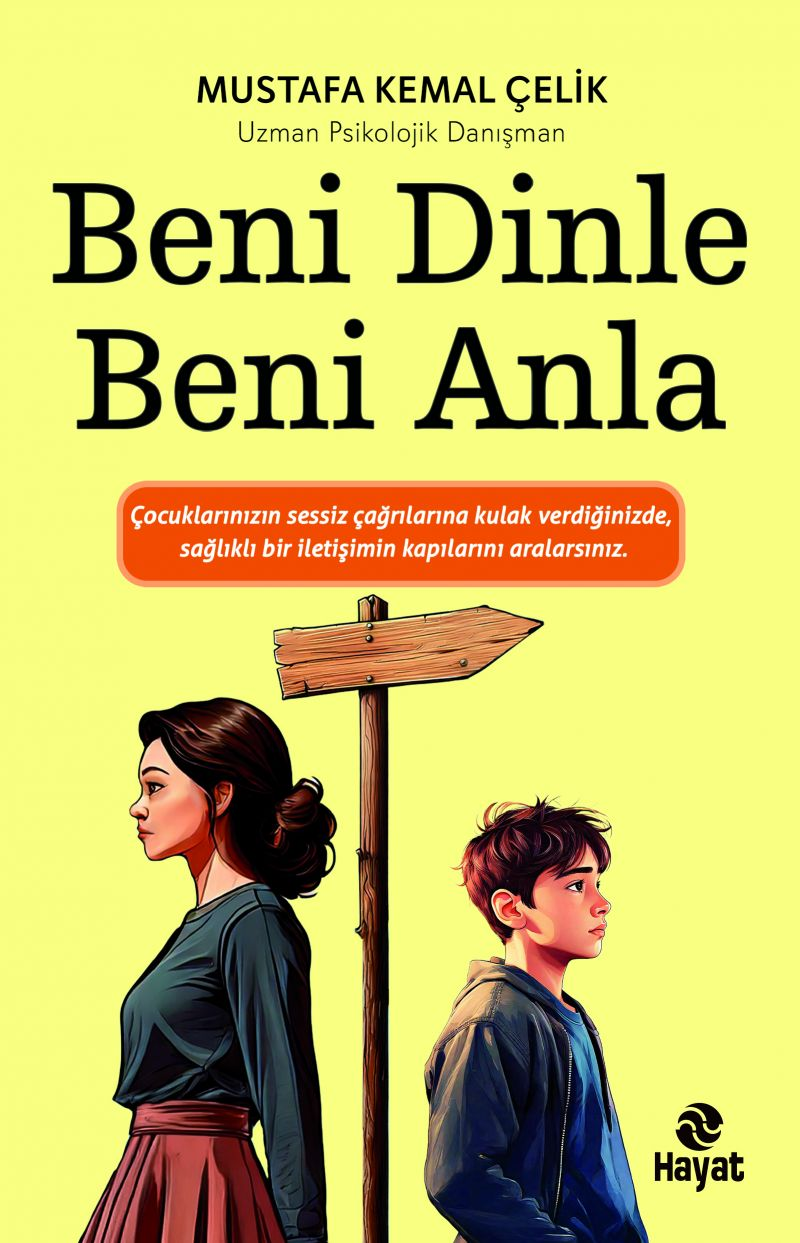 MUSTAFA KEMAL ÇELİK
Uzman Psikolojik Danışman
Beni Dinle
Beni Anla
Çocuklarınızın sessiz çağrılarına kulak verdiğinizde,
sağlıklı bir iletişimin kapılarını aralarsınız.
Hayat